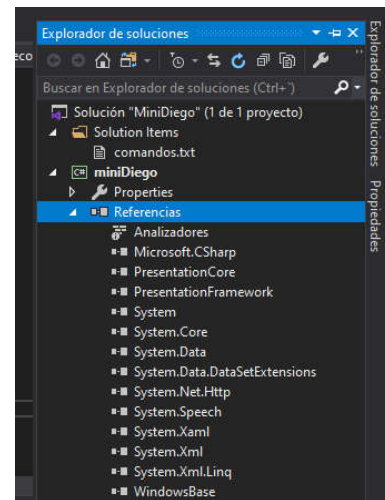 Explorador de soluciones
eco
Buscar en Explorador de soluciones (Ctrl+¨)
Solución "MiniDiego" (1 de 1 proyecto)
Solution Items
comandos.txt
C# miniDiego
Properties
Referencias
Analizadores
Microsoft.CSharp
PresentationCore
PresentationFramework
System
System.Core
System.Data
System.Data.DataSetExtensions
System.Net.Http
System.Speech
System.Xaml
System.Xml
System.Xml.Linq
WindowsBase
Explorador de soluciones
Propiedades